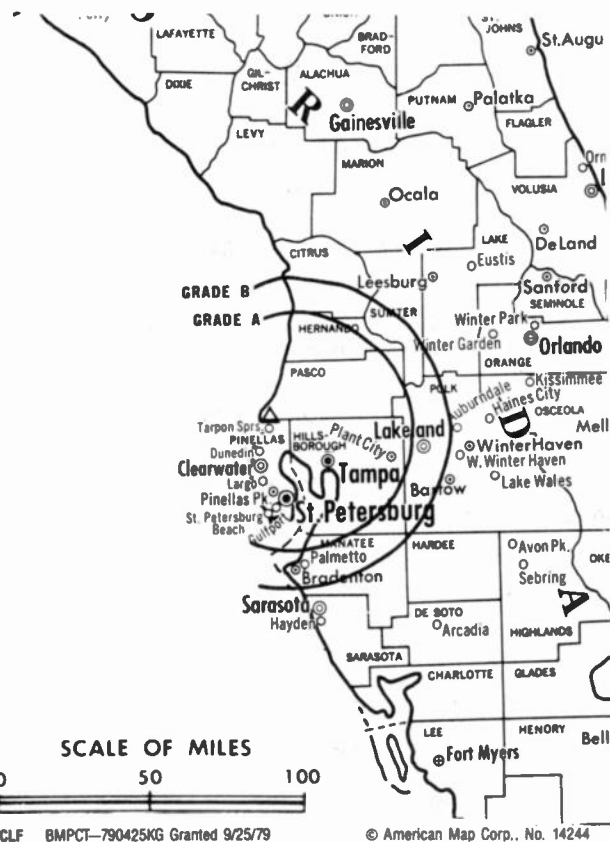 LAFAYETTE
BRAD-
FORD
JOHNS
St.Augu
GIL-
CHRIST
ALACHUA
DIXIE
PUTNAM
Palatka
R
Gainesville
FLAGLER
LEVY
MARION
Orn
VOLUSIA
Ocala
I
LAKE
DeLand
CITRUS
Eustis
Leesburg
Sanford
SEMINOLE
GRADE B
SUMTER
GRADE A
HERNANDO
Winter Park
Winter Garden
Orlando
ORANGE
PASCO
POLK
Kissimmee
Auburndale
Haines
City
OSCEOLA
D
Mell
Tarpon Sprs.
PINELLAS
HILLS-
BOROUGH
Plant City
Lakeland
Dunedin
WinterHaven
Clearwater
Tampa
W. Winter Haven
Largo
Bartow
Lake Wales
Pinellas Pk.
St. Petersburg
St. Petersburg
Beach
Gulfport
MANATEE
HARDEE
Avon Pk.
Palmetto
OKE
Bradenton
Sebring
A
Sarasota
DE SOTO
Hayden
Arcadia
HIGHLANDS
SARASOTA
CHARLOTTE
GLADES
LEE
HENORY
Bell
Fort Myers
SCALE OF MILES
0 50 100
CLF BMPCT—790425KG Granted 9/25/79
© American Map Corp., No. 14244